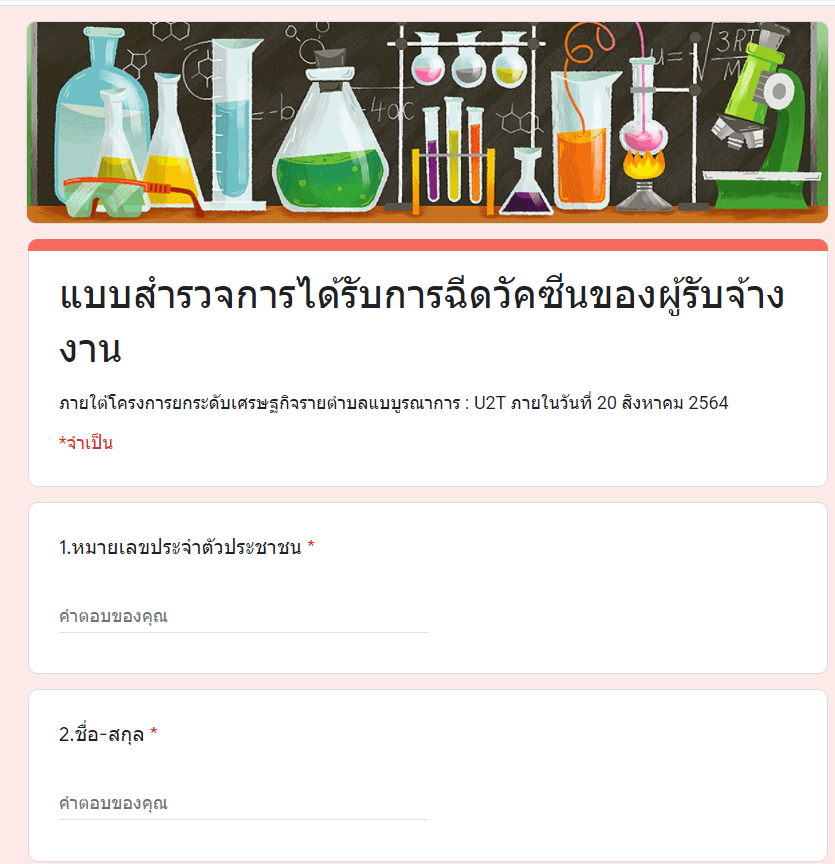 3RT
M
u=
=-b
-4ac
แบบสำรวจการได้รับการฉีดวัคซีนของผู้รับจ้าง
งาน
ภายใต้โครงการยกระดับเศรษฐกิจรายตำบลแบบูรณาการ : U2T ภายในวันที่ 20 สิงหาคม 2564
*จำเป็น
1.หมายเลขประจำตัวประชาชน *
คำตอบของคุณ
2.ชื่อ-สกุล *
คำตอบของคุณ